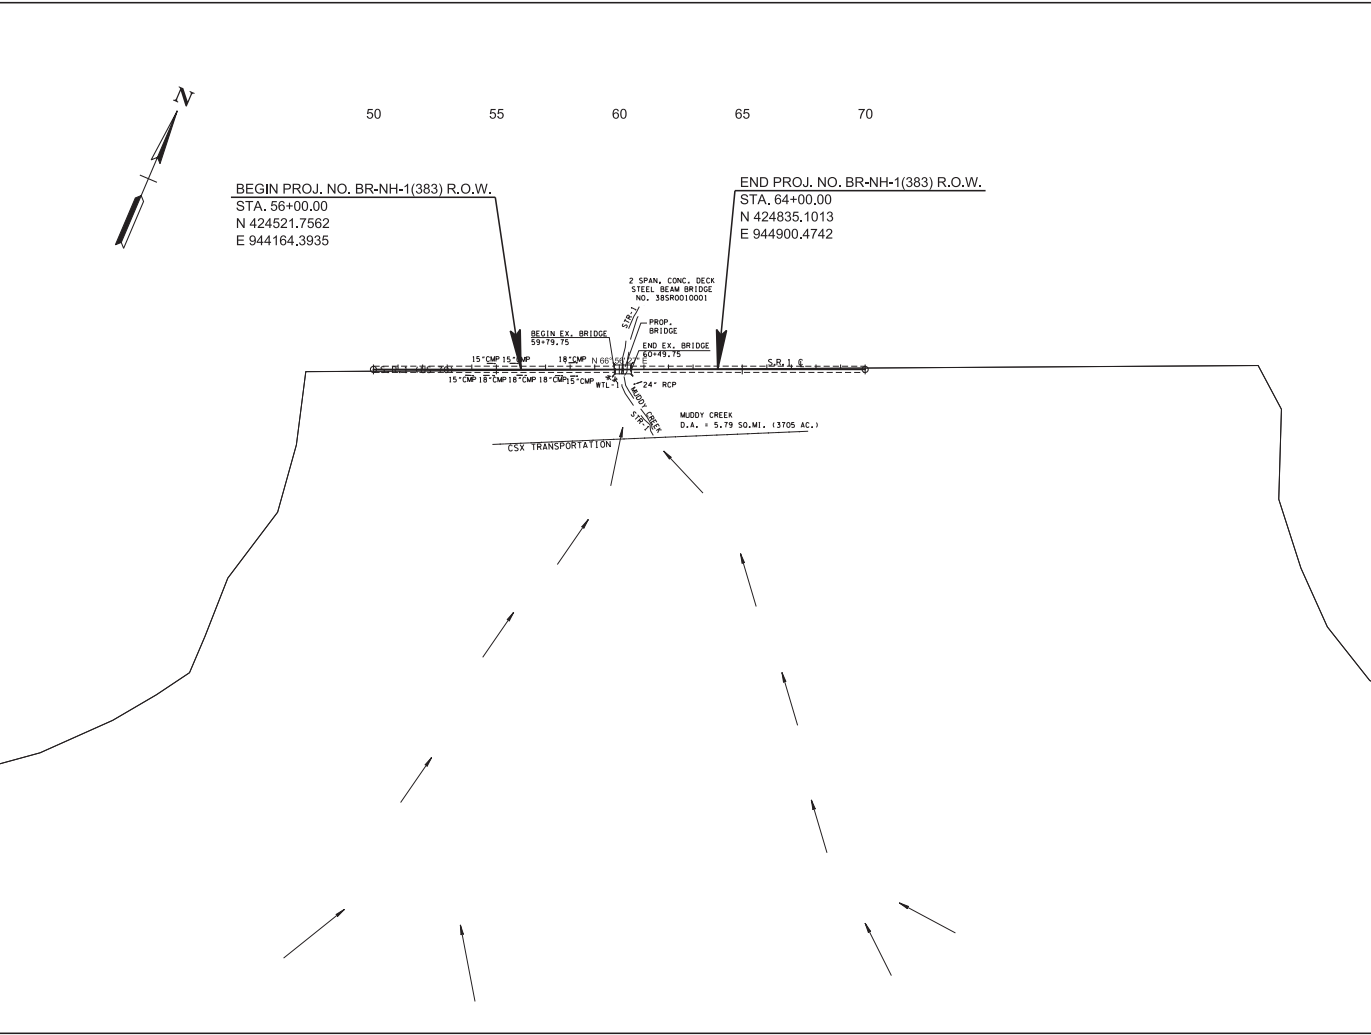 N
50 55 60 65 70
BEGIN PROJ. NO. BR-NH-1(383) R.O.W.
STA. 56+00.00
N 424521.7562
E 944164.3935
END PROJ. NO. BR-NH-1(383) R.O.W.
STA. 64+00.00
N 424835.1013
E 944900.4742
2 SPAN, CONC. DECK
STEEL BEAM BRIDGE
NO. 38SR0010001
STR-1
PROP.
BRIDGE
BEGIN EX. BRIDGE
59+79.75
END EX. BRIDGE
60+49.75
15"CMP 15"CMP 18"CMP N 66° 56' 27" E
S.R. 1 ℄
15"CMP 18"CMP 18"CMP 18"CMP 15"CMP WTL-1 24" RCP
MUDDY CREEK
STR-1
MUDDY CREEK
D.A. = 5.79 SQ.MI. (3705 AC.)
CSX TRANSPORTATION